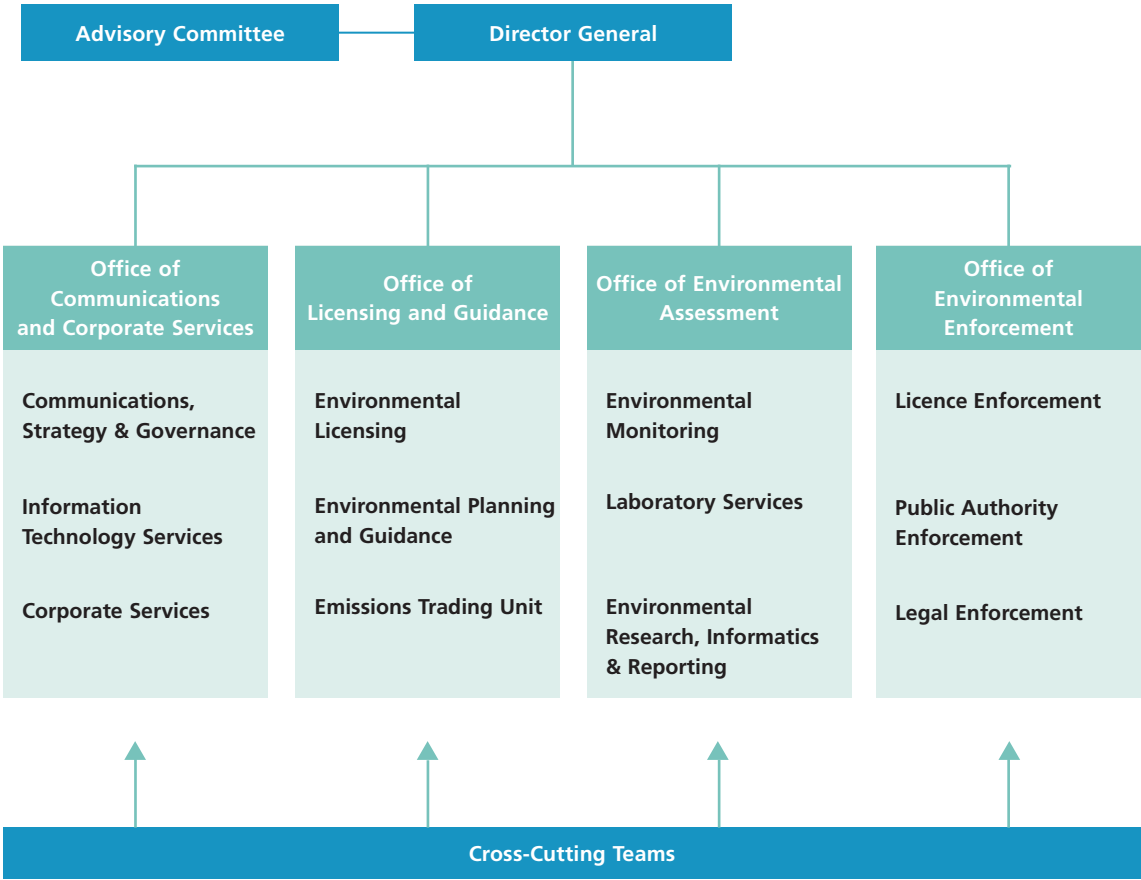 Advisory Committee
Director General
Office of
Communications
and Corporate Services
Communications,
Strategy & Governance
Information
Technology Services
Corporate Services
Office of
Licensing and Guidance
Environmental
Licensing
Environmental Planning
and Guidance
Emissions Trading Unit
Office of Environmental
Assessment
Environmental
Monitoring
Laboratory Services
Environmental
Research, Informatics
& Reporting
Office of
Environmental
Enforcement
Licence Enforcement
Public Authority
Enforcement
Legal Enforcement
Cross-Cutting Teams